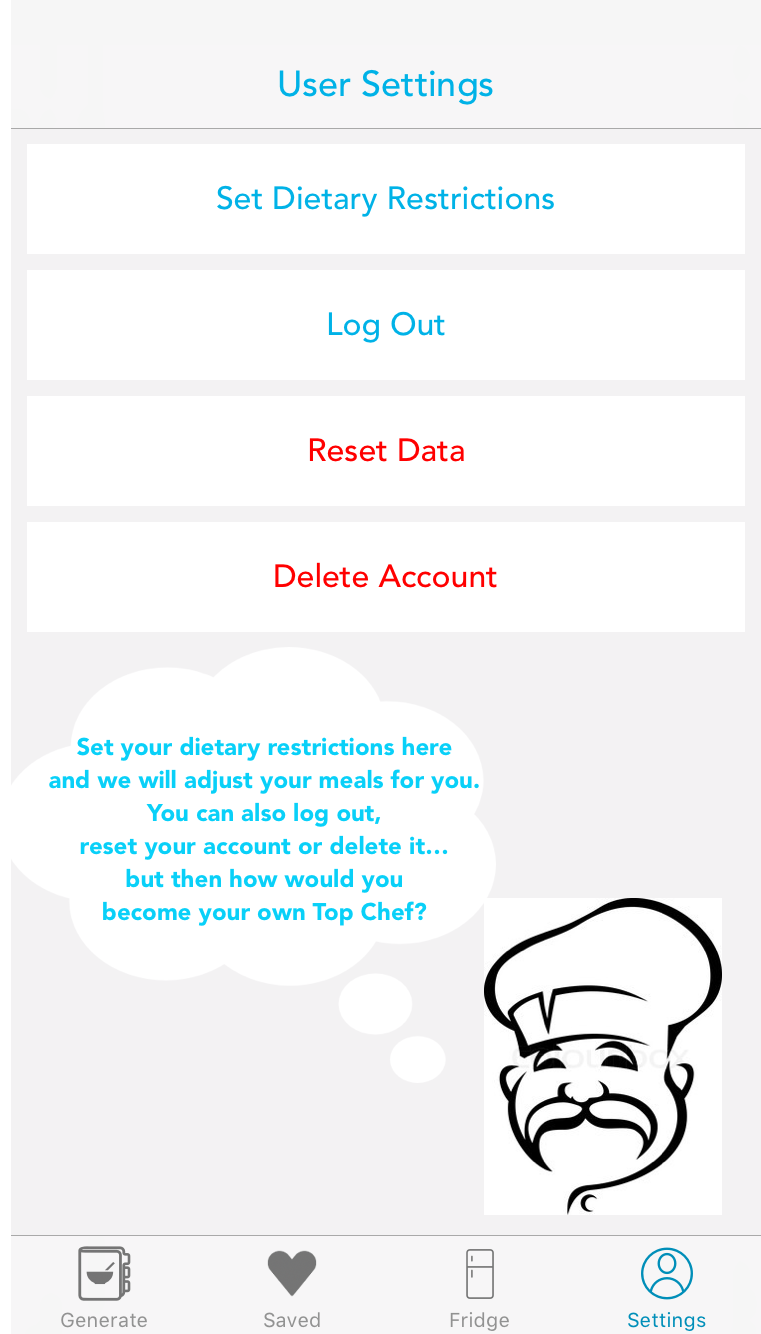 User Settings
Set Dietary Restrictions
Log Out
Reset Data
Delete Account
Set your dietary restrictions here
and we will adjust your meals for you.
You can also log out,
reset your account or delete it...
but then how would you
become your own Top Chef?
Generate
Saved
Fridge
Settings